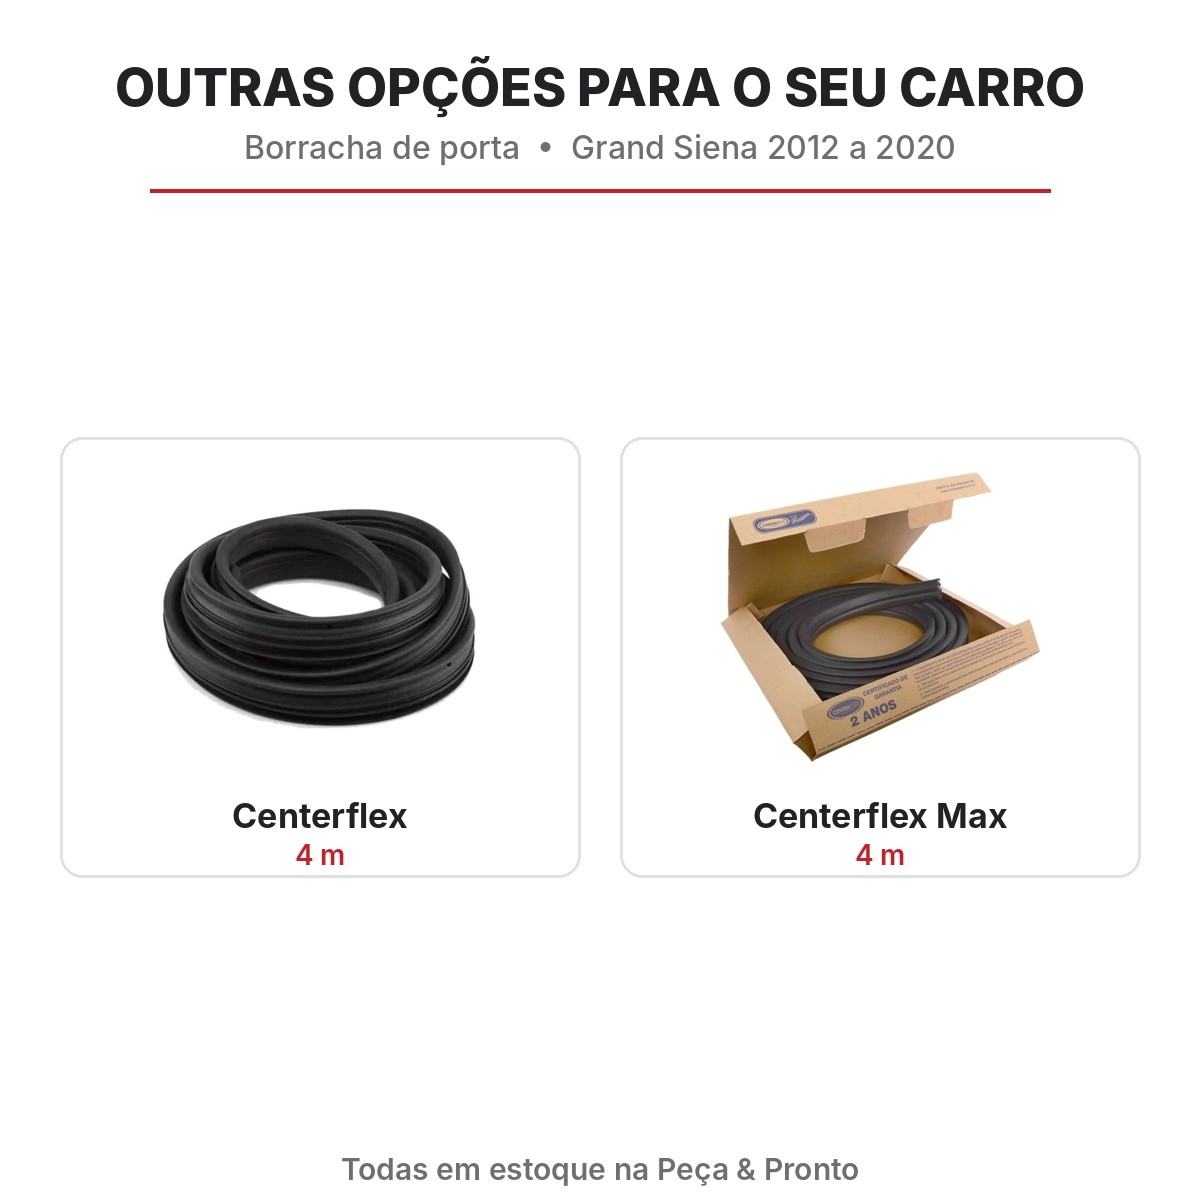 OUTRAS OPÇÕES PARA O SEU CARRO
Borracha de porta • Grand Siena 2012 a 2020
CERTIFICADO DE
GARANTIA
2 ANOS
Centerflex
4 m
Centerflex Max
4 m
Todas em estoque na Peça & Pronto